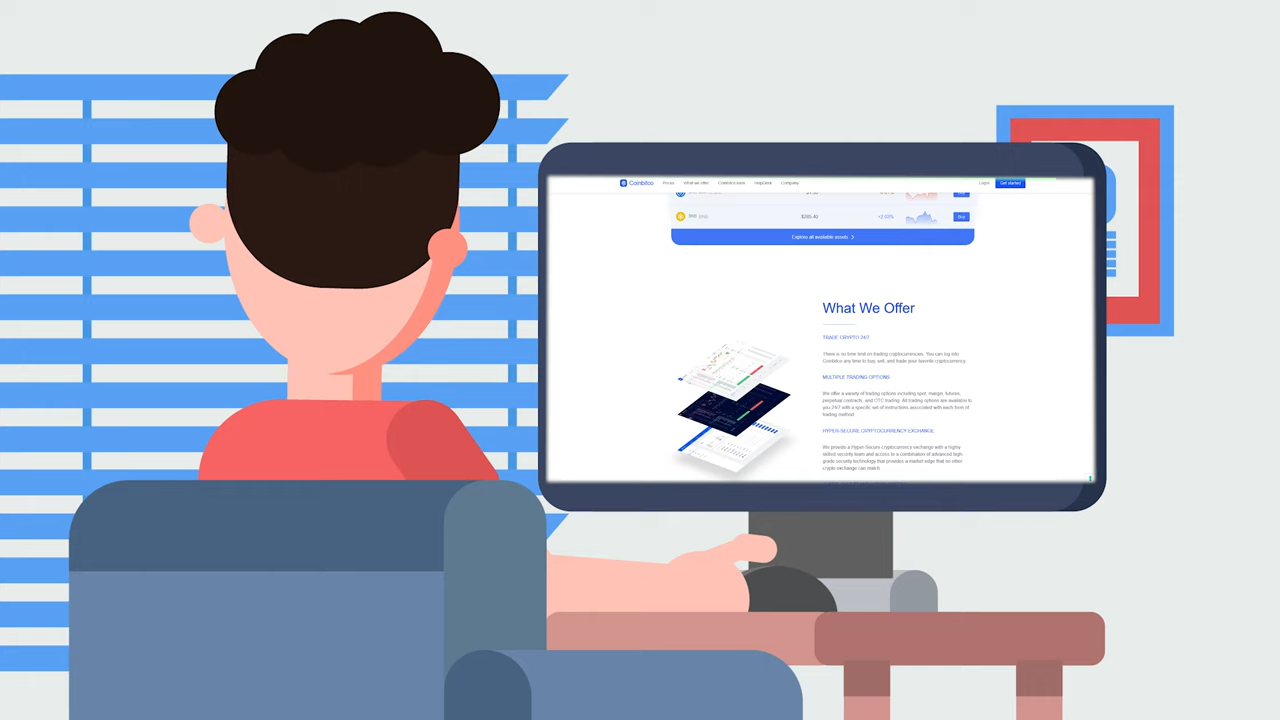 Coinbitco Prices What we offer Helpdesk Company Login Get started
BNB BNB +2.03% Buy
Explore all available assets
What We Offer
TRADE CRYPTO 24/7
There is no time limit on trading cryptocurrencies. You can log into
Coinbitco any time to buy, sell, and trade your favorite cryptocurrency.
MULTIPLE TRADING OPTIONS
We offer a variety of trading options including spot, margin, futures,
perpetual contracts, and OTC trading. All trading options are available to
you 24/7 with a specific set of instructions associated with each form of
trading method.
HYPER-SECURE CRYPTOCURRENCY EXCHANGE
We provide a Hyper-Secure cryptocurrency exchange with a highly
skilled security team and access to a combination of advanced high-
grade security technology that provides a market edge that no other
crypto exchange can match